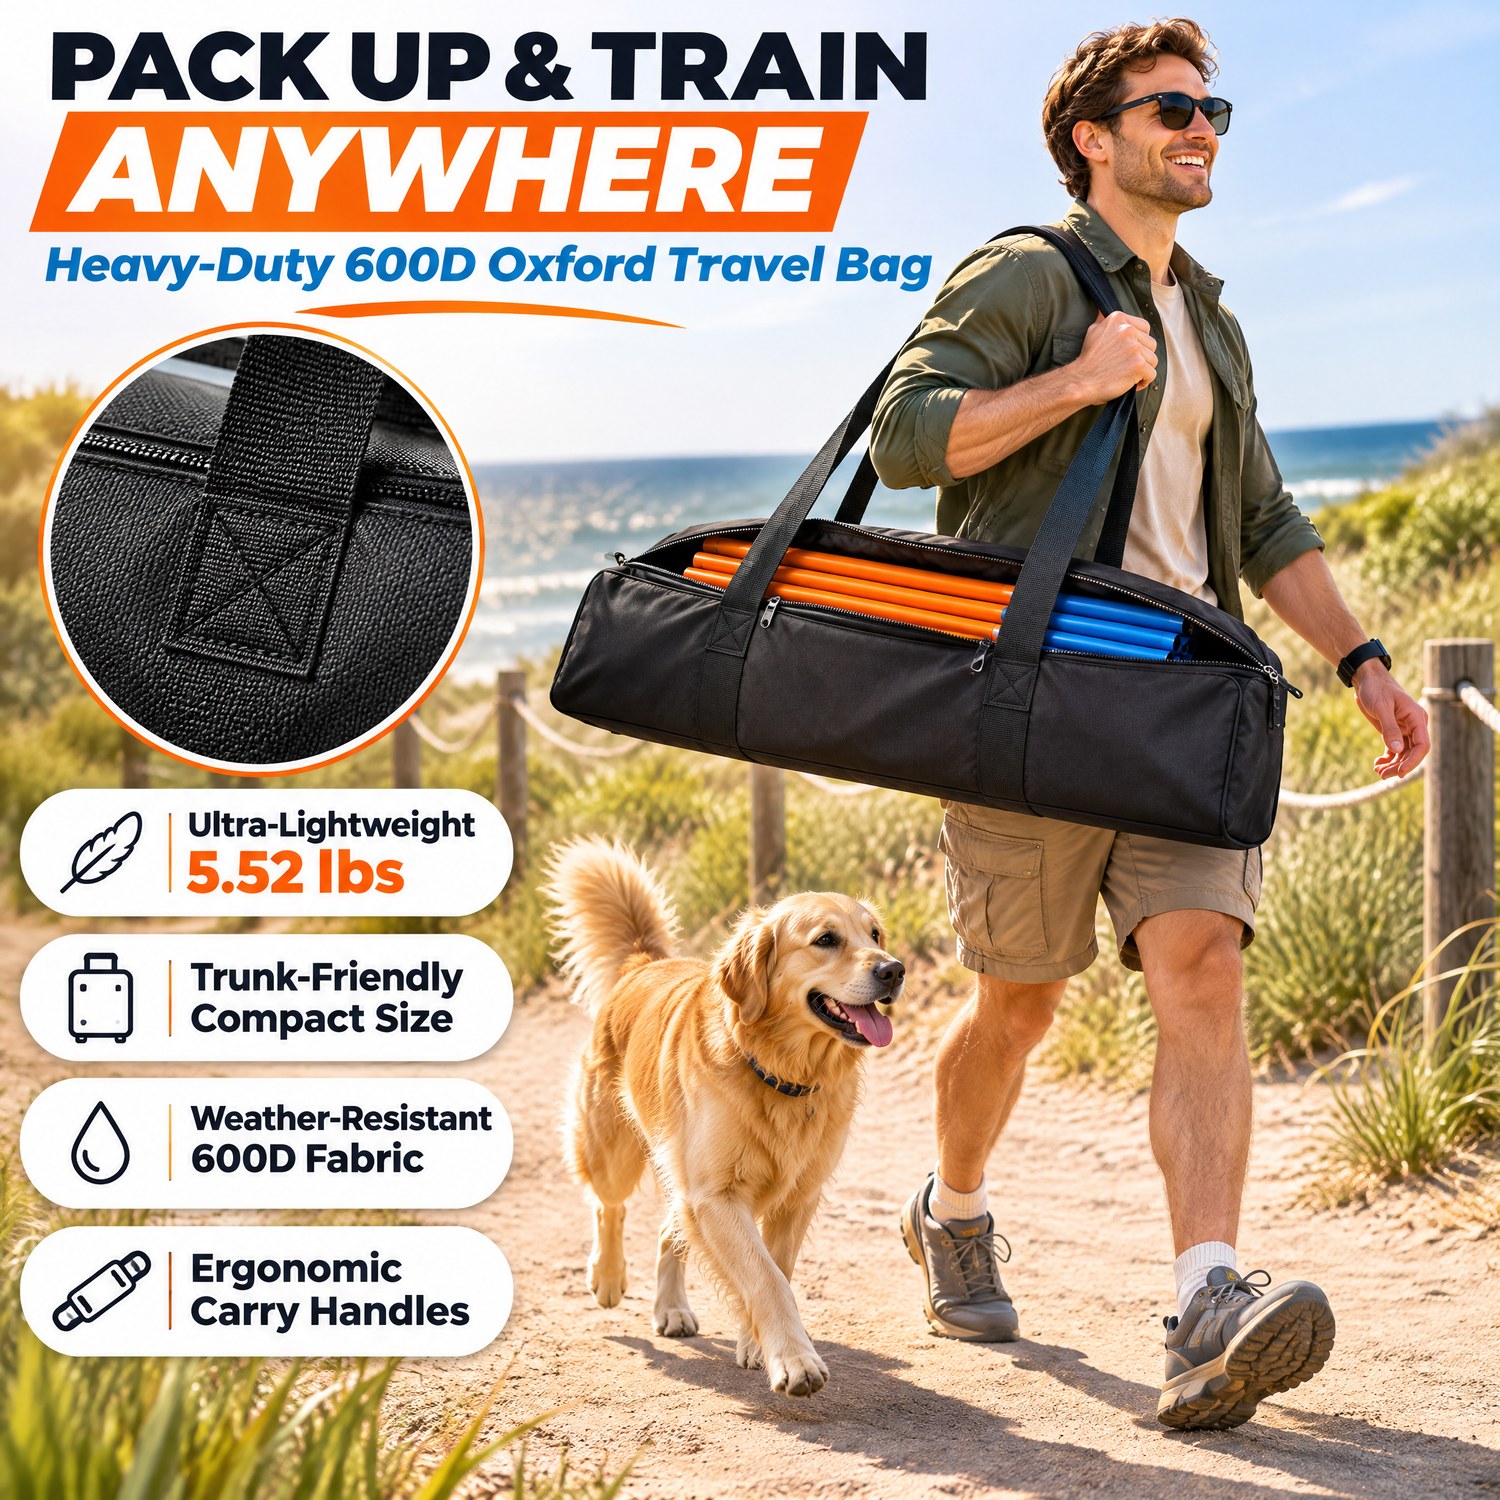 PACK UP & TRAIN
ANYWHERE
Heavy-Duty 600D Oxford Travel Bag
Ultra-Lightweight
5.52 lbs
Trunk-Friendly
Compact Size
Weather-Resistant
600D Fabric
Ergonomic
Carry Handles